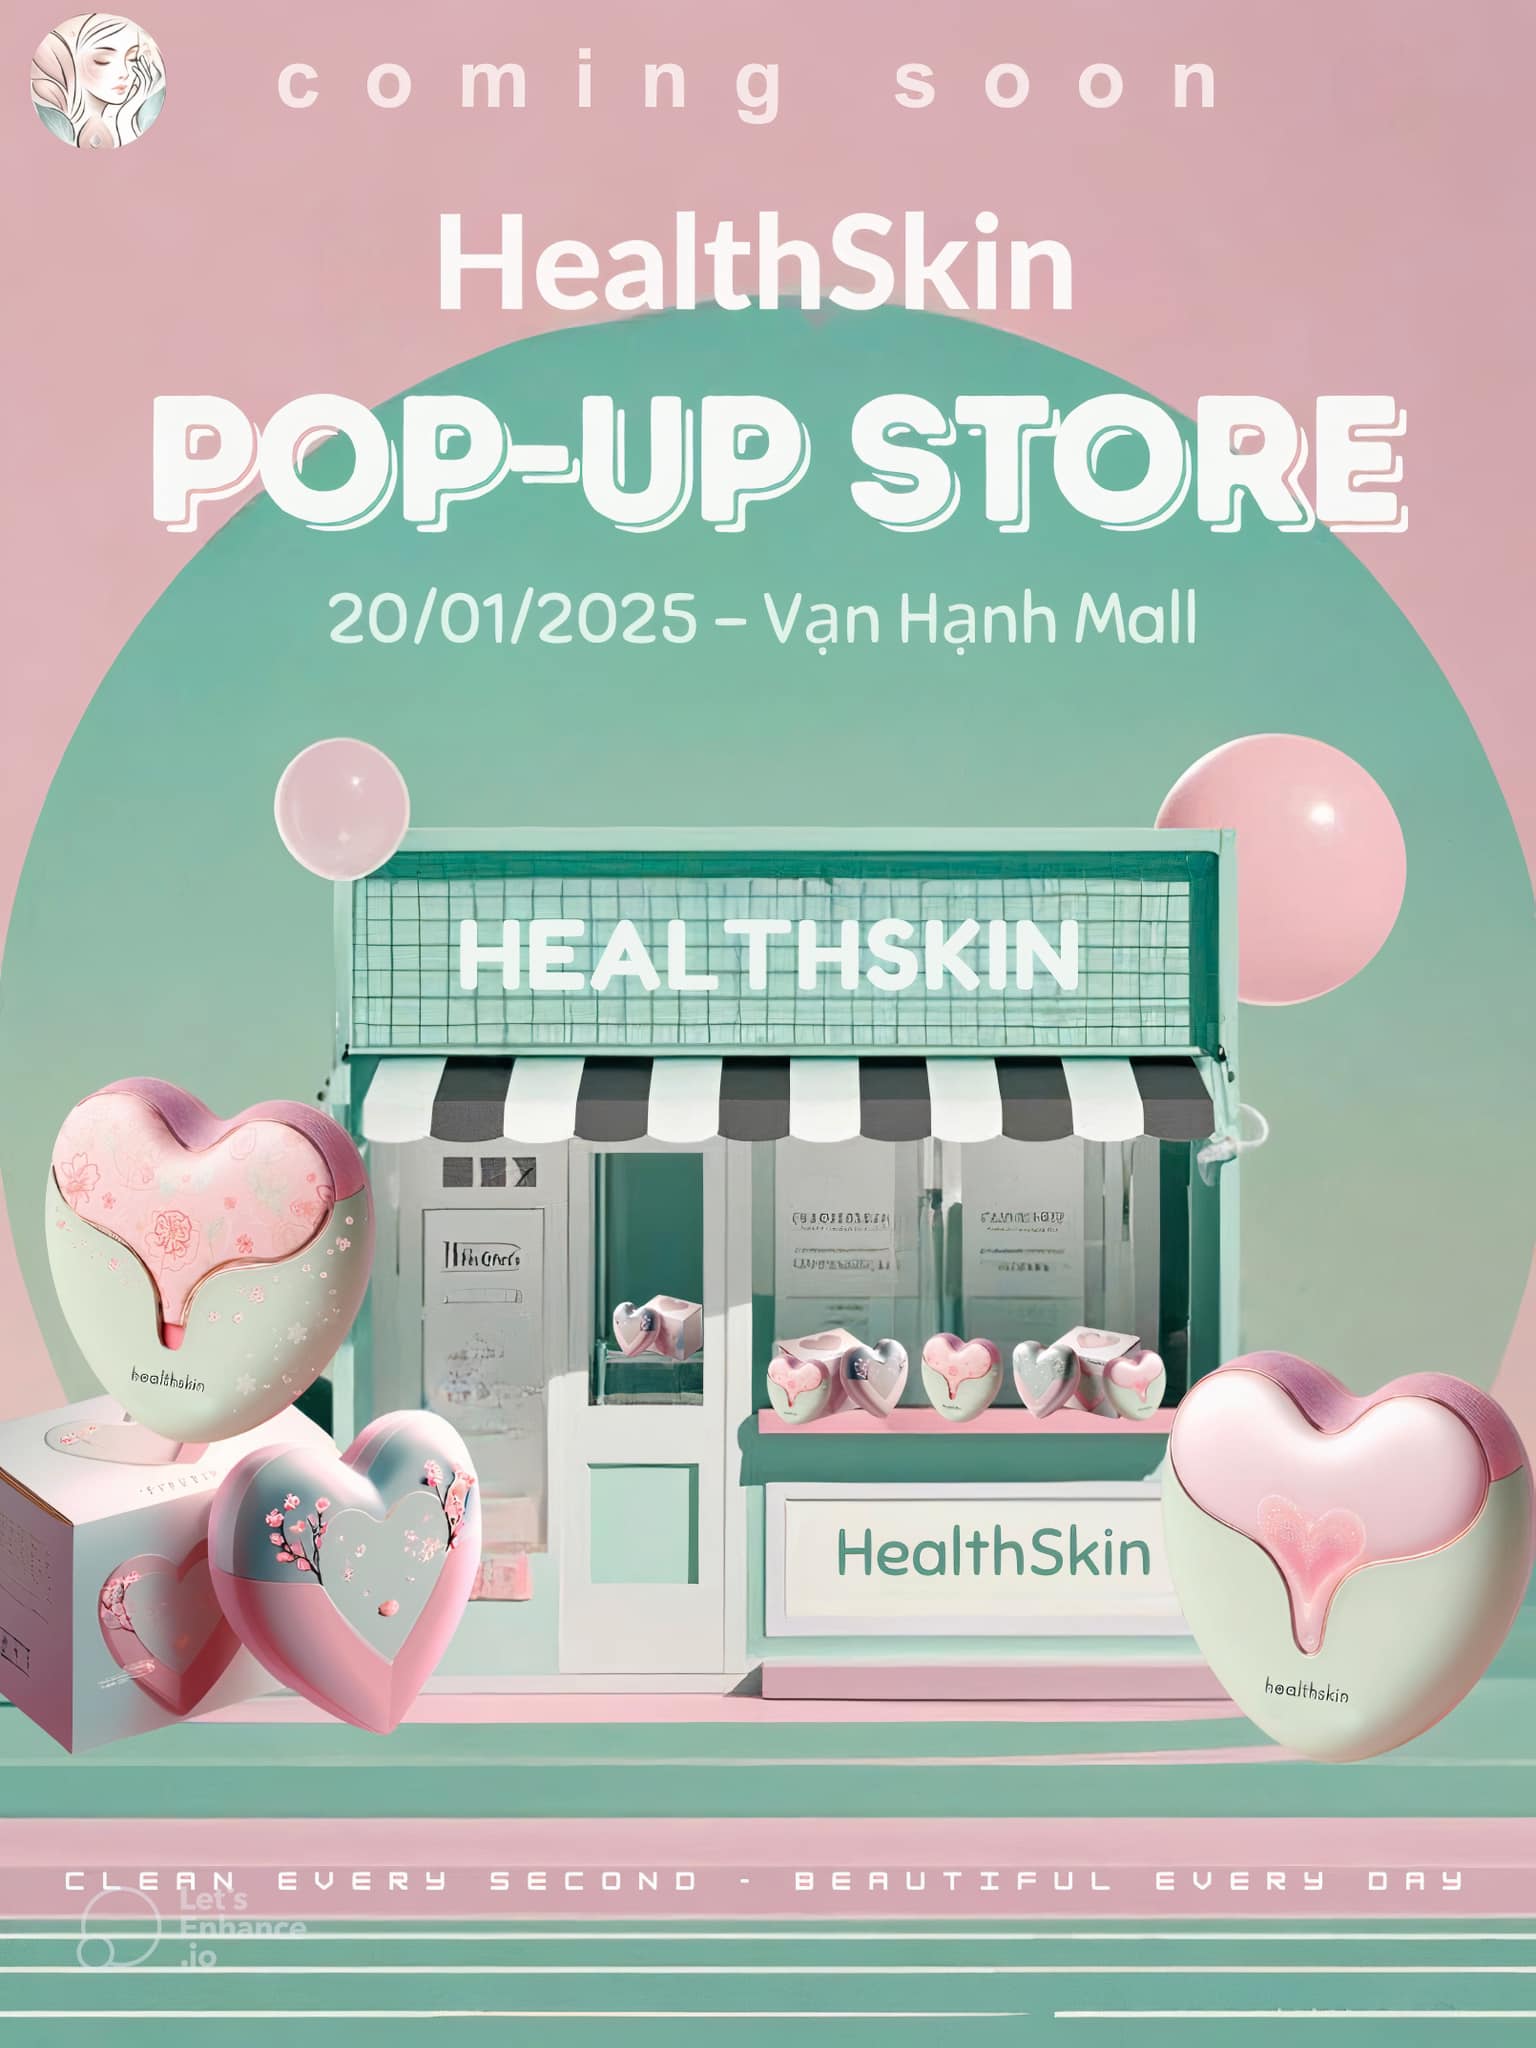 coming soon
HealthSkin
POP-UP STORE
20/01/2025 – Vạn Hạnh Mall
HEALTHSKIN
healthskin
HealthSkin
healthskin
CLEAN EVERY SECOND - BEAUTIFUL EVERY DAY
Let's
Enhance
.io